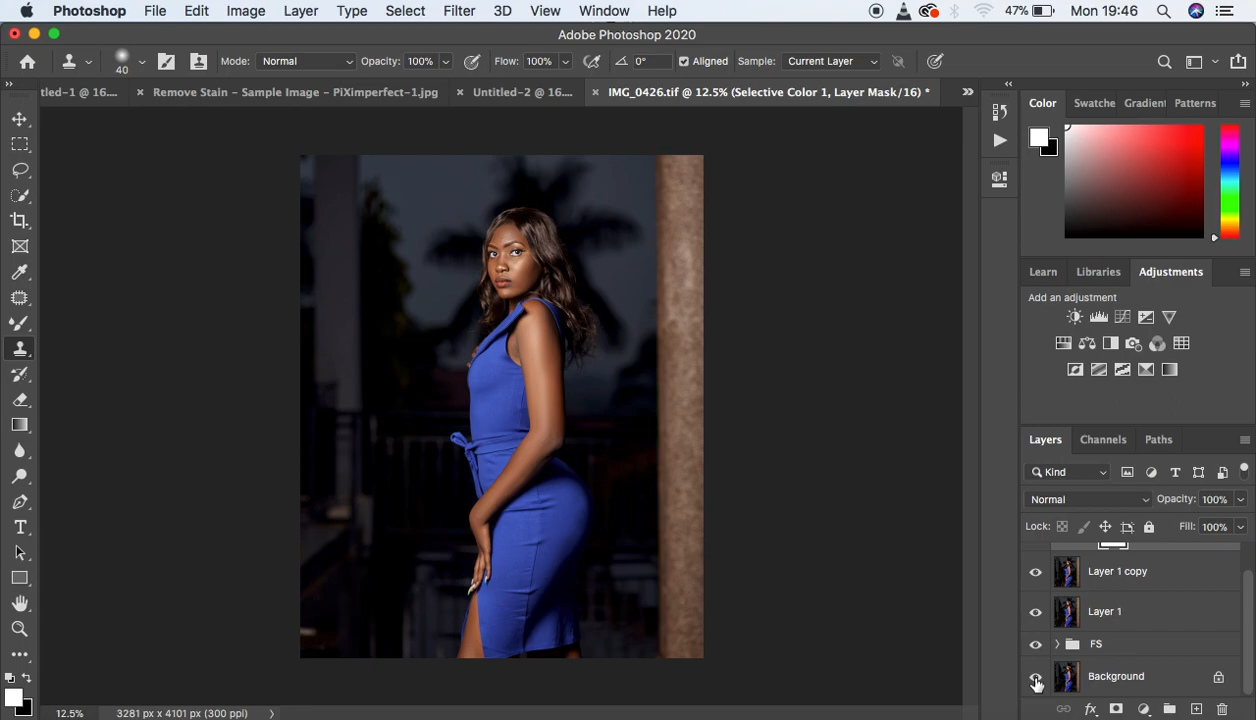 Photoshop File Edit Image Layer Type Select Filter 3D View Window Help 47% Mon 19:46
Adobe Photoshop 2020
40 Mode: Normal Opacity: 100% Flow: 100% 0° Aligned Sample: Current Layer
tled-1 @ 16.... × Remove Stain – Sample Image - PiXimperfect-1.jpg × Untitled-2 @ 16.... × IMG_0426.tif @ 12.5% (Selective Color 1, Layer Mask/16) *
Color Swatche Gradient Patterns
Learn Libraries Adjustments
Add an adjustment
Layers Channels Paths
Kind
Normal Opacity: 100%
Lock: Fill: 100%
Layer 1 copy
Layer 1
FS
Background
12.5% 3281 px x 4101 px (300 ppi)